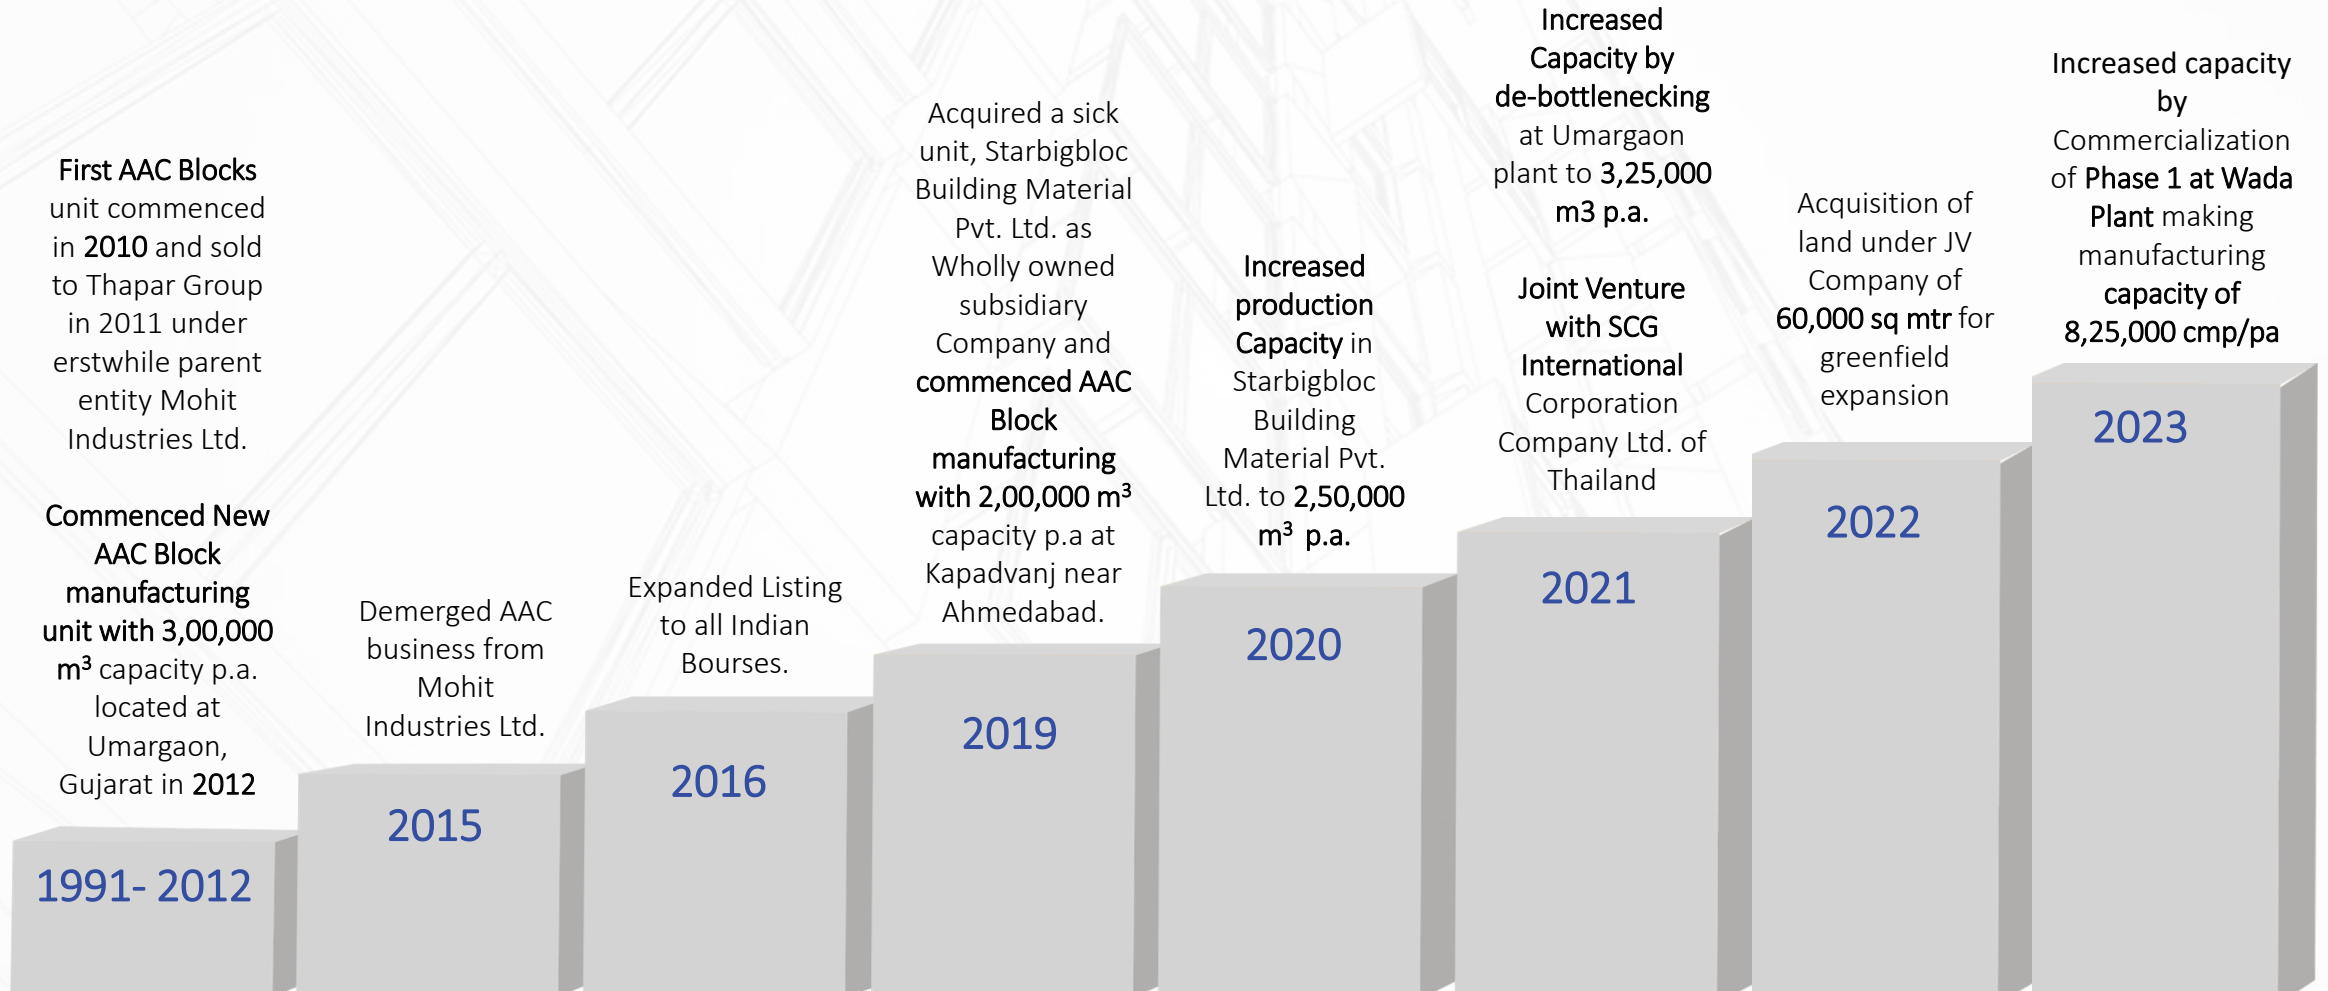 First AAC Blocks
unit commenced
in 2010 and sold
to Thapar Group
in 2011 under
erstwhile parent
entity Mohit
Industries Ltd.
Commenced New
AAC Block
manufacturing
unit with 3,00,000
m³ capacity p.a.
located at
Umargaon,
Gujarat in 2012
1991- 2012
Demerged AAC
business from
Mohit
Industries Ltd.
2015
Expanded Listing
to all Indian
Bourses.
2016
Acquired a sick
unit, Starbigbloc
Building Material
Pvt. Ltd. as
Wholly owned
subsidiary
Company and
commenced AAC
Block
manufacturing
with 2,00,000 m³
capacity p.a at
Kapadvanj near
Ahmedabad.
2019
Increased
production
Capacity in
Starbigbloc
Building
Material Pvt.
Ltd. to 2,50,000
m³ p.a.
2020
Increased
Capacity by
de-bottlenecking
at Umargaon
plant to 3,25,000
m3 p.a.
Joint Venture
with SCG
International
Corporation
Company Ltd. of
Thailand
2021
Acquisition of
land under JV
Company of
60,000 sq mtr for
greenfield
expansion
2022
Increased capacity
by
Commercialization
of Phase 1 at Wada
Plant making
manufacturing
capacity of
8,25,000 cmp/pa
2023